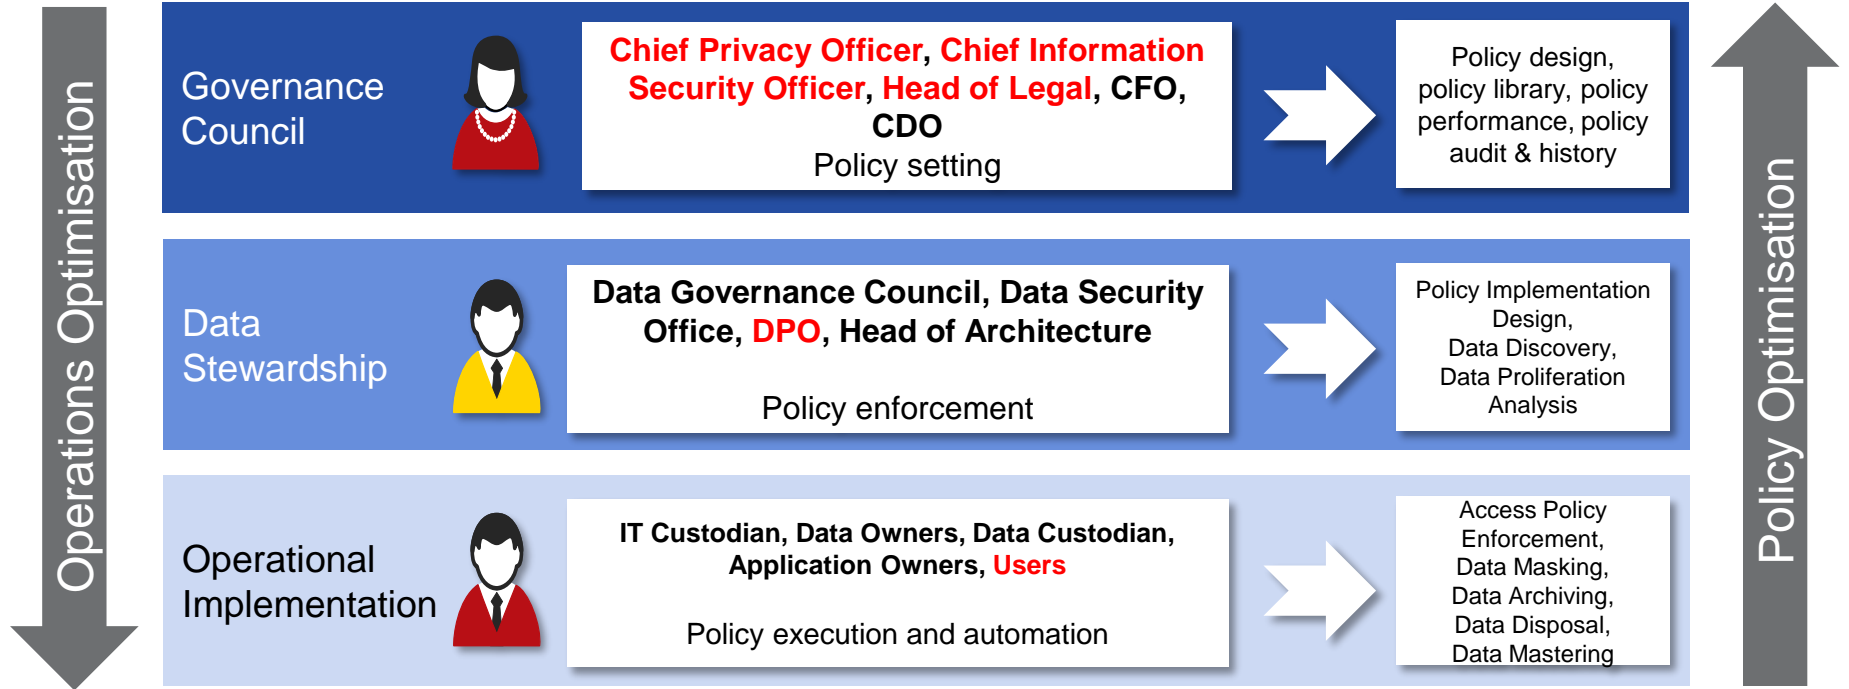 Operations Optimisation
Governance
Council
Chief Privacy Officer, Chief Information
Security Officer, Head of Legal, CFO,
CDO
Policy setting
Policy design,
policy library, policy
performance, policy
audit & history
Data
Stewardship
Data Governance Council, Data Security
Office, DPO, Head of Architecture
Policy enforcement
Policy Implementation
Design,
Data Discovery,
Data Proliferation
Analysis
Operational
Implementation
IT Custodian, Data Owners, Data Custodian,
Application Owners, Users
Policy execution and automation
Access Policy
Enforcement,
Data Masking,
Data Archiving,
Data Disposal,
Data Mastering
Policy Optimisation